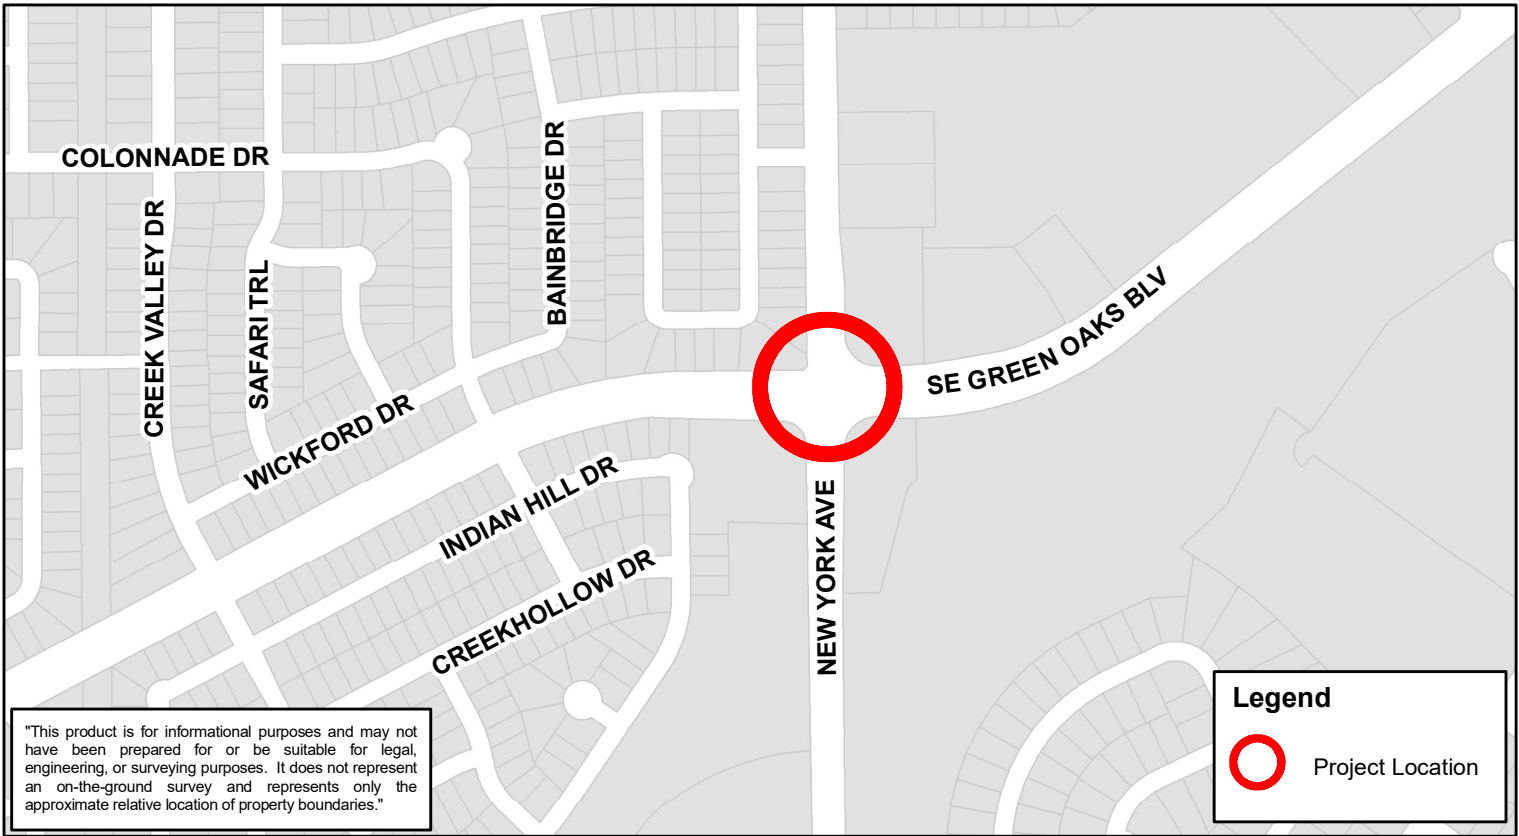 COLONNADE DR
CREEK VALLEY DR
SAFARI TRL
BAINBRIDGE DR
WICKFORD DR
SE GREEN OAKS BLV
INDIAN HILL DR
CREEKHOLLOW DR
NEW YORK AVE
"This product is for informational purposes and may not
have been prepared for or be suitable for legal,
engineering, or surveying purposes. It does not represent
an on-the-ground survey and represents only the
approximate relative location of property boundaries."
Legend
Project Location